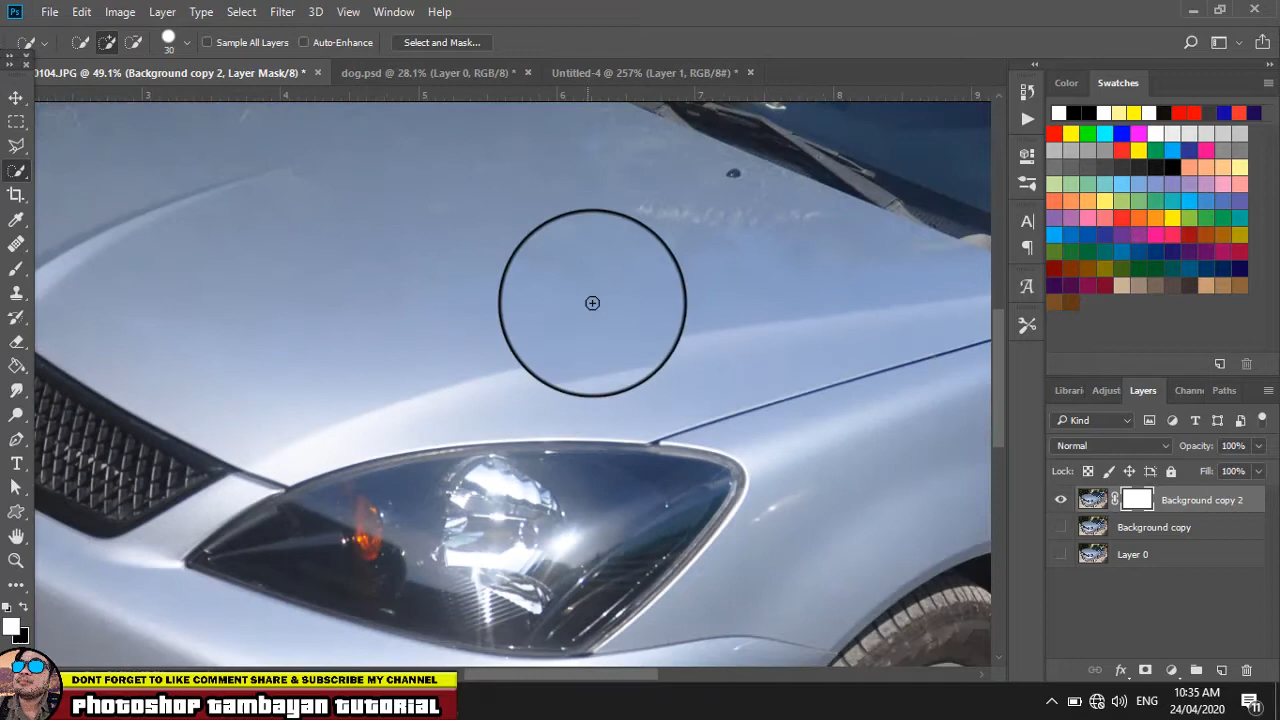 Ps File Edit Image Layer Type Select Filter 3D View Window Help
30 Sample All Layers Auto-Enhance Select and Mask...
0104.JPG @ 49.1% (Background copy 2, Layer Mask/8) * × dog.psd @ 28.1% (Layer 0, RGB/8) * × Untitled-4 @ 257% (Layer 1, RGB/8#) * ×
3 4 5 6 7 8 9
Color Swatches
Librari Adjust Layers Chann Paths
Kind
Normal Opacity: 100%
Lock: Fill: 100%
Background copy 2
Background copy
Layer 0
DONT FORGET TO LIKE COMMENT SHARE & SUBSCRIBE MY CHANNEL
PHOTOSHOP TAMBAYAN TUTORIAL
ENG
10:35 AM
24/04/2020
11